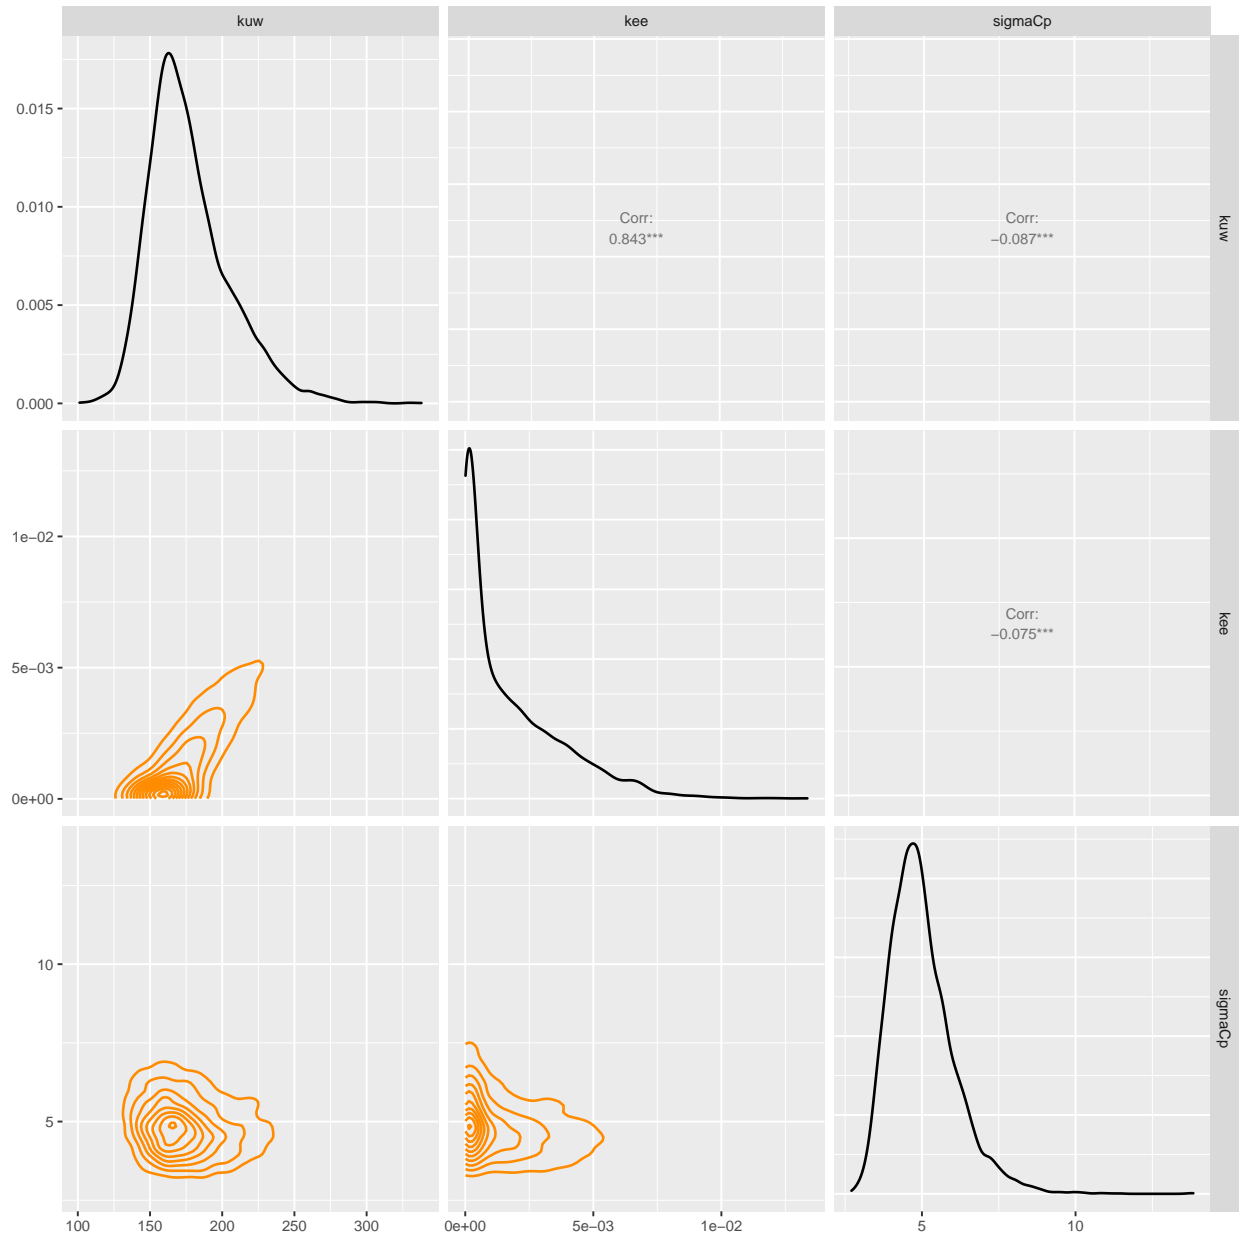 kuw kee sigmaCp
0.015
0.010
0.005
0.000
Corr:
0.843***
Corr:
−0.087***
kuw
1e−02
5e−03
0e+00
Corr:
−0.075***
kee
10
5
sigmaCp
100 150 200 250 300 0e+00 5e−03 1e−02 5 10